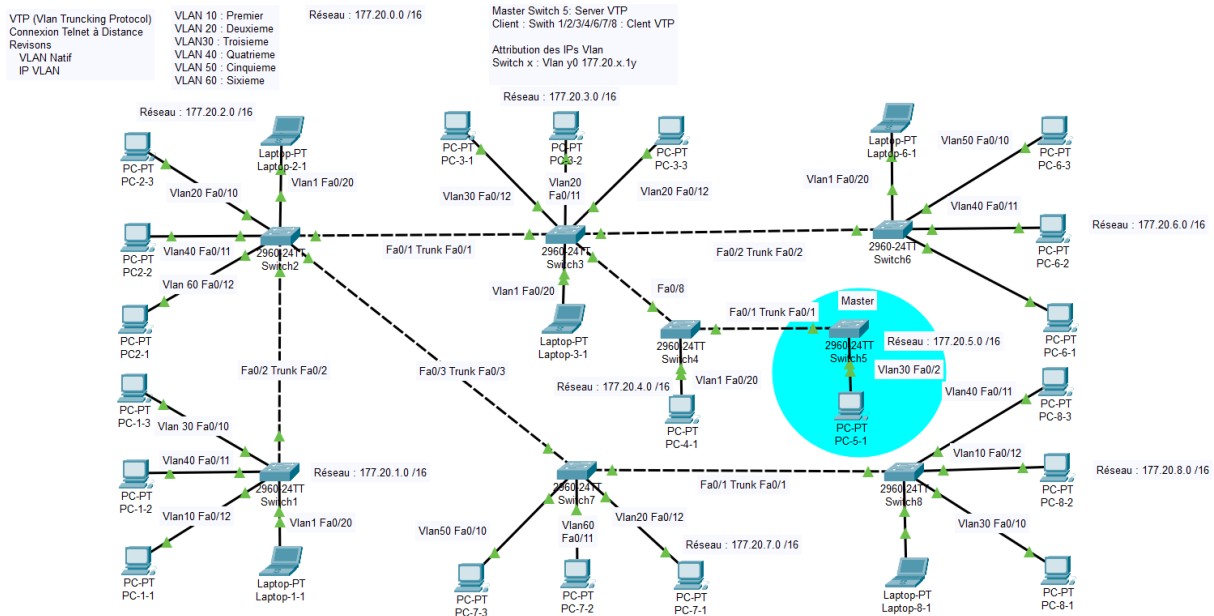 VTP (Vlan Truncking Protocol)
Connexion Telnet à Distance
Revisons
VLAN Natif
IP VLAN
VLAN 10 : Premier
VLAN 20 : Deuxieme
VLAN30 : Troisieme
VLAN 40 : Quatrieme
VLAN 50 : Cinquieme
VLAN 60 : Sixieme
Réseau : 177.20.0.0 /16
Master Switch 5: Server VTP
Client : Swith 1/2/3/4/6/7/8 : Clent VTP
Attribution des IPs Vlan
Switch x : Vlan y0 177.20.x.1y
Réseau : 177.20.2.0 /16
PC-PT
PC-2-3
Laptop-PT
Laptop-2-1
Vlan20 Fa0/10
Vlan1 Fa0/20
PC-PT
PC2-2
Vlan40 Fa0/11
2960-24TT
Switch2
Vlan 60 Fa0/12
PC-PT
PC2-1
Fa0/1 Trunk Fa0/1
Réseau : 177.20.3.0 /16
PC-PT
PC-3-1
PC-PT
PC-3-2
PC-PT
PC-3-3
Vlan30 Fa0/12
Vlan20
Fa0/11
Vlan20 Fa0/12
2960-24TT
Switch3
Vlan1 Fa0/20
Laptop-PT
Laptop-3-1
Fa0/2 Trunk Fa0/2
Laptop-PT
Laptop-6-1
Vlan50 Fa0/10
PC-PT
PC-6-3
Vlan1 Fa0/20
Vlan40 Fa0/11
2960-24TT
Switch6
PC-PT
PC-6-2
Réseau : 177.20.6.0 /16
PC-PT
PC-6-1
Fa0/8
2960-24TT
Switch4
Fa0/1 Trunk Fa0/1
Master
2960-24TT
Switch5
Réseau : 177.20.5.0 /16
Vlan30 Fa0/2
PC-PT
PC-5-1
Réseau : 177.20.4.0 /16
Vlan1 Fa0/20
PC-PT
PC-4-1
Fa0/2 Trunk Fa0/2
Fa0/3 Trunk Fa0/3
PC-PT
PC-1-3
Vlan 30 Fa0/10
PC-PT
PC-1-2
Vlan40 Fa0/11
2960-24TT
Switch1
Réseau : 177.20.1.0 /16
Vlan10 Fa0/12
Vlan1 Fa0/20
PC-PT
PC-1-1
Laptop-PT
Laptop-1-1
2960-24TT
Switch7
Fa0/1 Trunk Fa0/1
Vlan50 Fa0/10
Vlan60
Fa0/11
Vlan20 Fa0/12
Réseau : 177.20.7.0 /16
PC-PT
PC-7-3
PC-PT
PC-7-2
PC-PT
PC-7-1
Vlan40 Fa0/11
PC-PT
PC-8-3
Vlan10 Fa0/12
2960-24TT
Switch8
PC-PT
PC-8-2
Réseau : 177.20.8.0 /16
Vlan30 Fa0/10
Laptop-PT
Laptop-8-1
PC-PT
PC-8-1